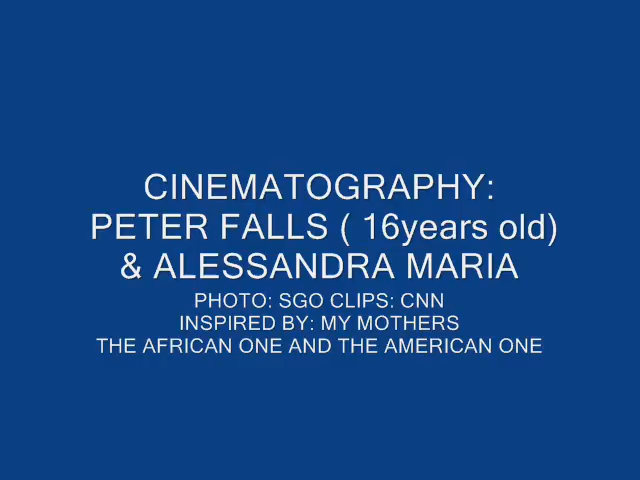 CINEMATOGRAPHY:
PETER FALLS ( 16years old)
& ALESSANDRA MARIA
PHOTO: SGO CLIPS: CNN
INSPIRED BY: MY MOTHERS
THE AFRICAN ONE AND THE AMERICAN ONE